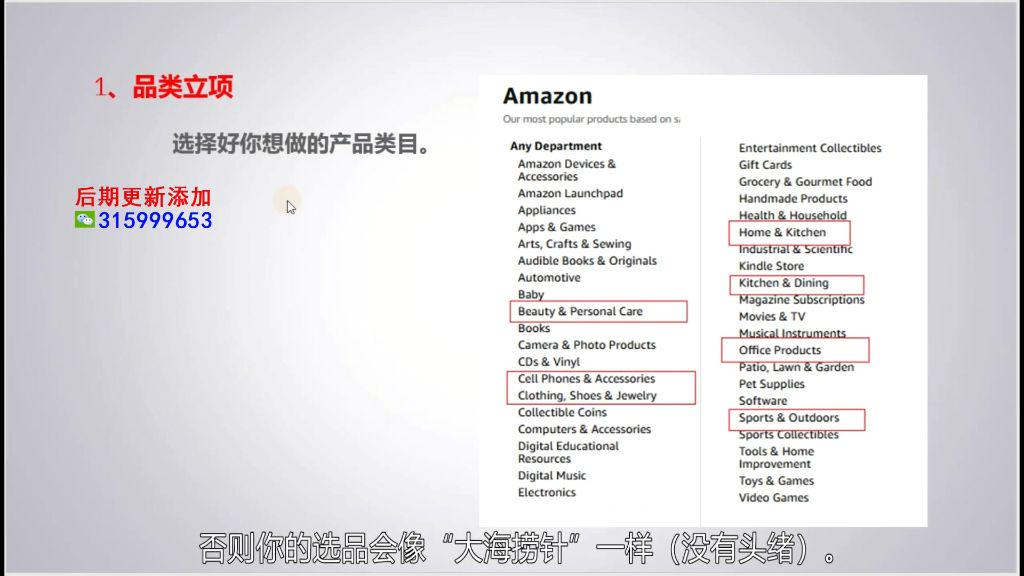 1、品类立项
选择好你想做的产品类目。
后期更新添加
315999653
Amazon
Our most popular products based on sa
Any Department
Amazon Devices &
Accessories
Amazon Launchpad
Appliances
Apps & Games
Arts, Crafts & Sewing
Audible Books & Originals
Automotive
Baby
Beauty & Personal Care
Books
Camera & Photo Products
CDs & Vinyl
Cell Phones & Accessories
Clothing, Shoes & Jewelry
Collectible Coins
Computers & Accessories
Digital Educational
Resources
Digital Music
Electronics
Entertainment Collectibles
Gift Cards
Grocery & Gourmet Food
Handmade Products
Health & Household
Home & Kitchen
Industrial & Scientific
Kindle Store
Kitchen & Dining
Magazine Subscriptions
Movies & TV
Musical Instruments
Office Products
Patio, Lawn & Garden
Pet Supplies
Software
Sports & Outdoors
Sports Collectibles
Tools & Home
Improvement
Toys & Games
Video Games
否则你的选品会像“大海捞针”一样（没有头绪）。